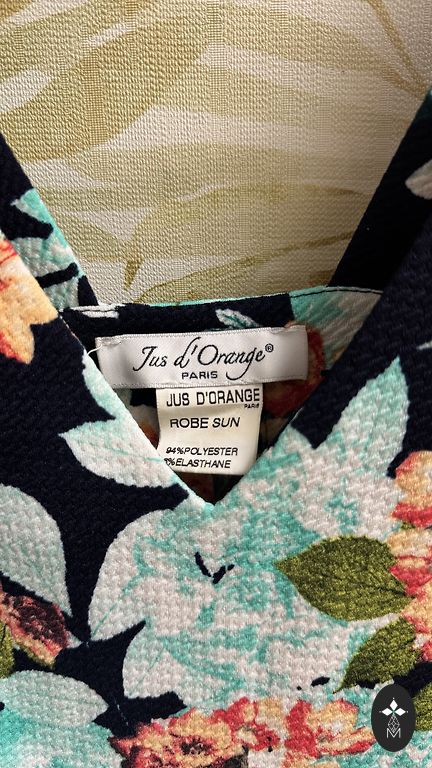 Jus d'Orange®
PARIS
JUS D'ORANGE
PARIS
ROBE SUN
94%POLYESTER
%ELASTHANE
M